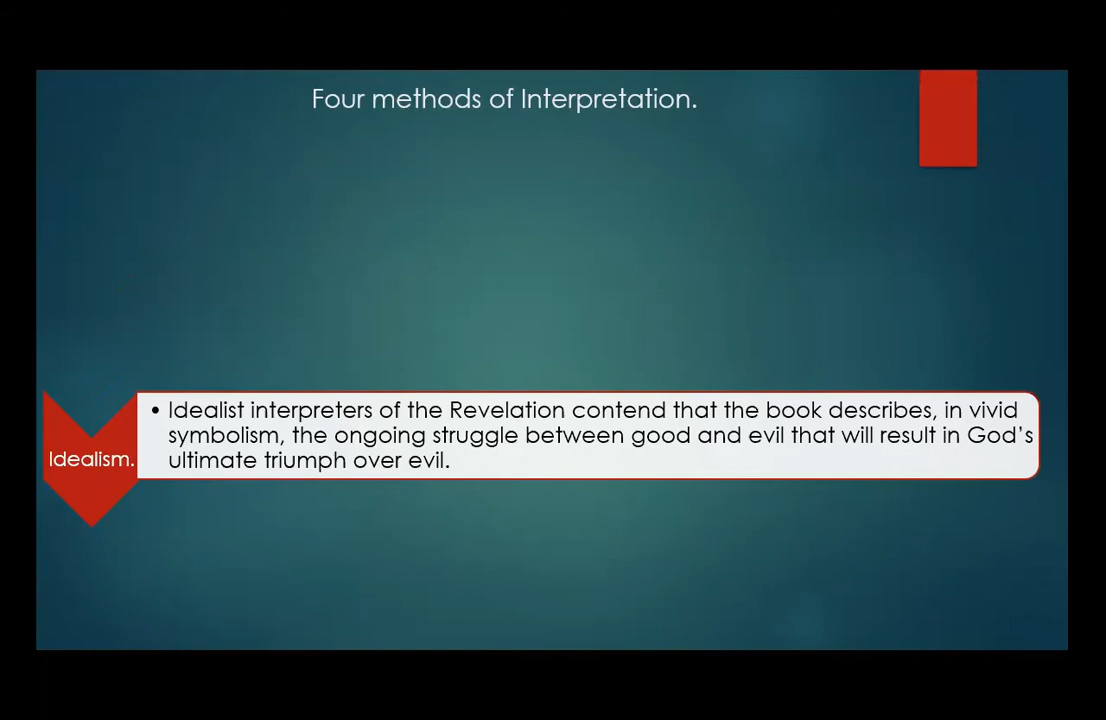 Four methods of Interpretation.
• Idealist interpreters of the Revelation contend that the book describes, in vivid
symbolism, the ongoing struggle between good and evil that will result in God’s
ultimate triumph over evil.
Idealism.